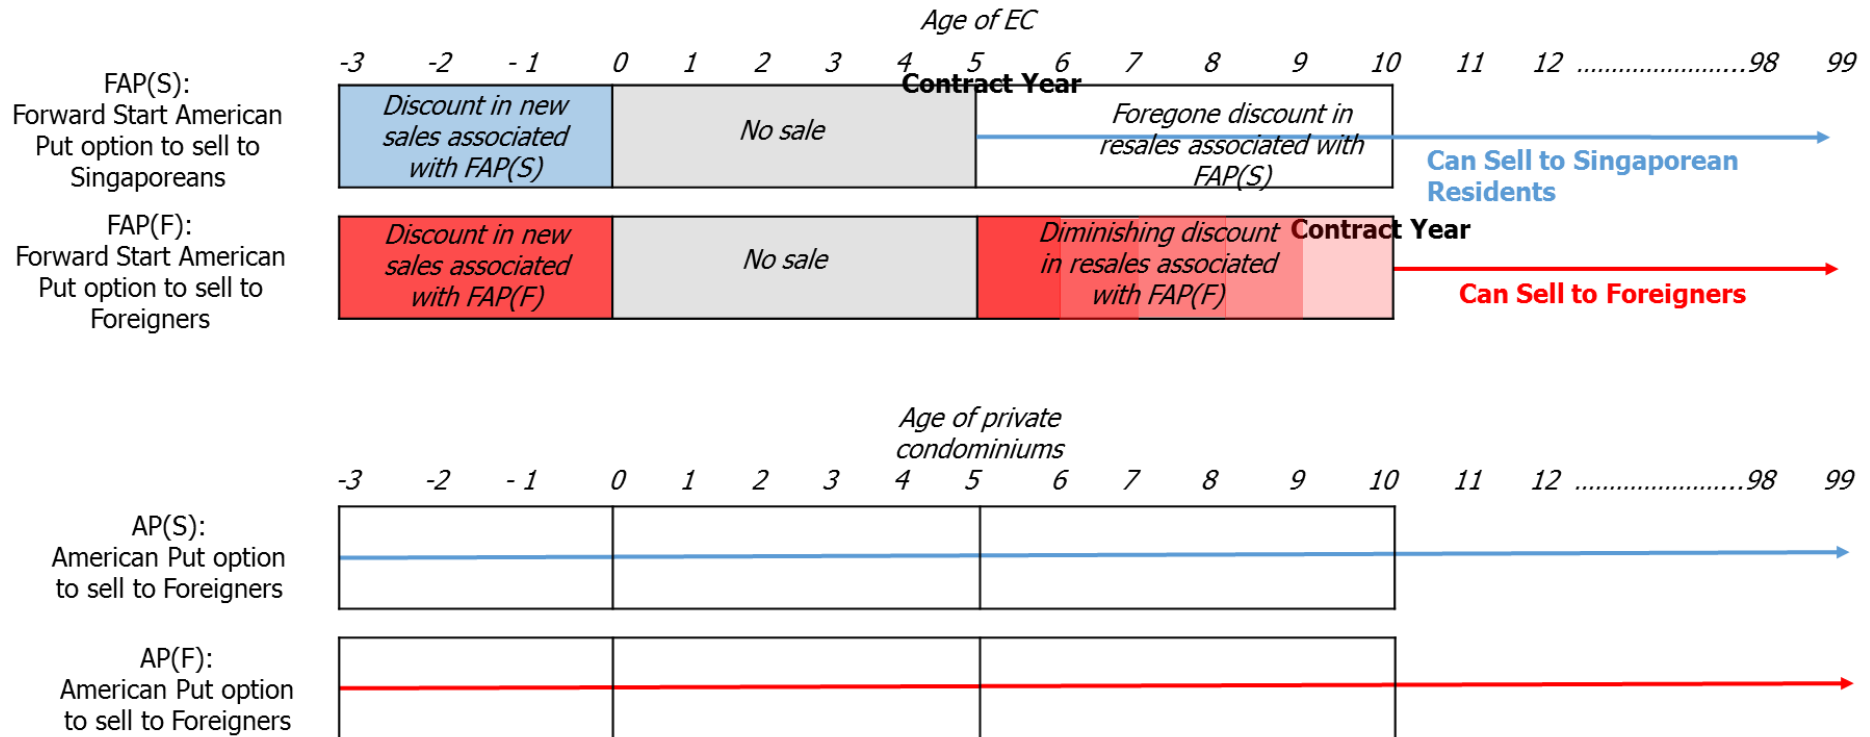 Age of EC
-3 -2 - 1 0 1 2 3 4 5 6 7 8 9 10 11 12 ........................98 99
FAP(S):
Forward Start American
Put option to sell to
Singaporeans
Discount in new
sales associated
with FAP(S)
No sale
Contract Year
Foregone discount in
resales associated with
FAP(S)
Can Sell to Singaporean
Residents
FAP(F):
Forward Start American
Put option to sell to
Foreigners
Discount in new
sales associated
with FAP(F)
No sale
Diminishing discount
in resales associated
with FAP(F)
Contract Year
Can Sell to Foreigners
Age of private
condominiums
-3 -2 - 1 0 1 2 3 4 5 6 7 8 9 10 11 12 ........................98 99
AP(S):
American Put option
to sell to Foreigners
AP(F):
American Put option
to sell to Foreigners